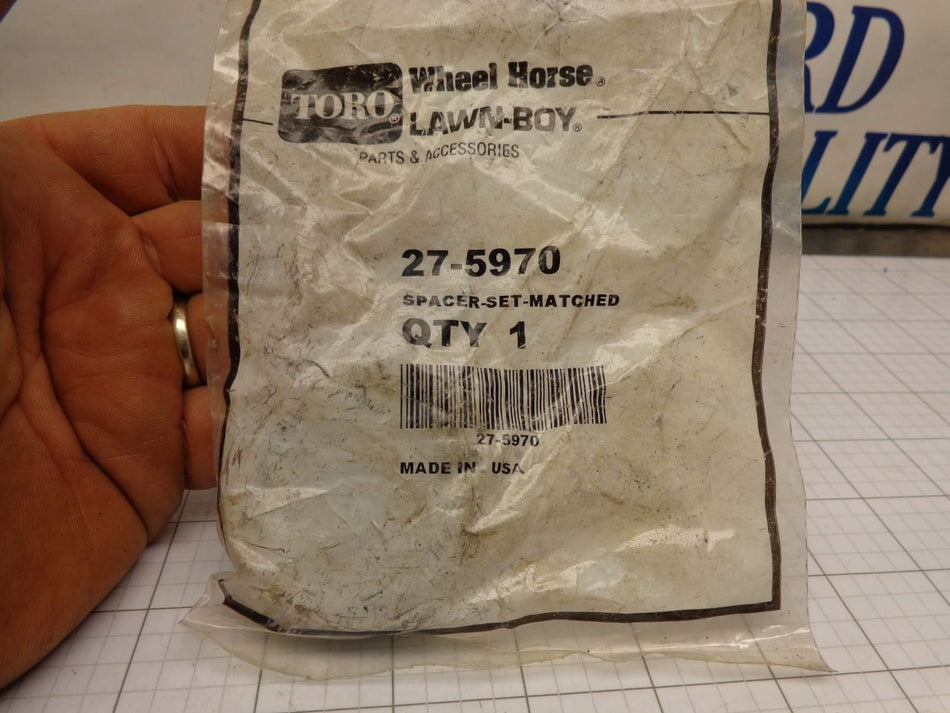 TORO®
Wheel Horse®
LAWN-BOY®
PARTS & ACCESSORIES
27-5970
SPACER-SET-MATCHED
QTY 1
27-5970
MADE IN USA
RD
LITY